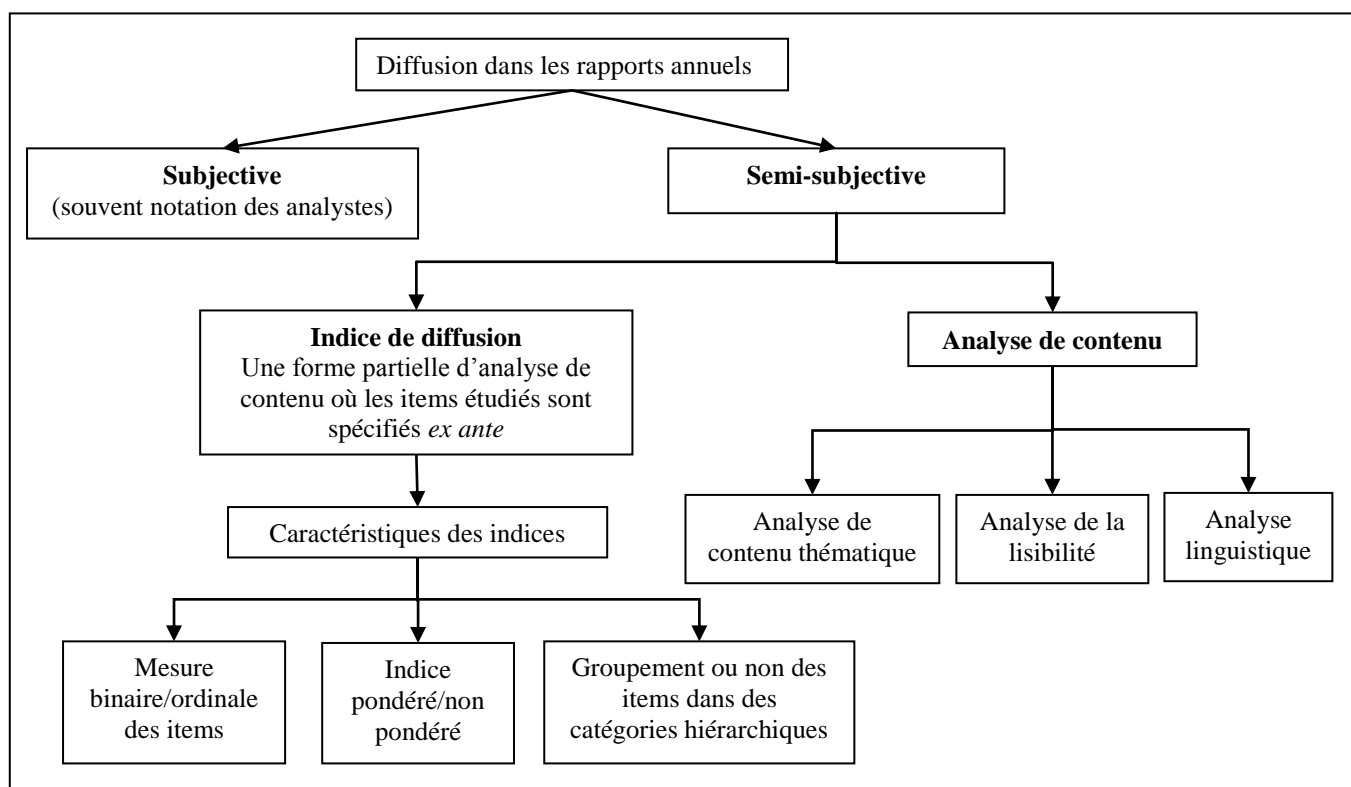 Diffusion dans les rapports annuels
Subjective
(souvent notation des analystes)
Semi-subjective
Indice de diffusion
Une forme partielle d’analyse de
contenu où les items étudiés sont
spécifiés ex ante
Analyse de contenu
Caractéristiques des indices
Analyse de
contenu thématique
Analyse de la
lisibilité
Analyse
linguistique
Mesure
binaire/ordinale
des items
Indice
pondéré/non
pondéré
Groupement ou non des
items dans des
catégories hiérarchiques